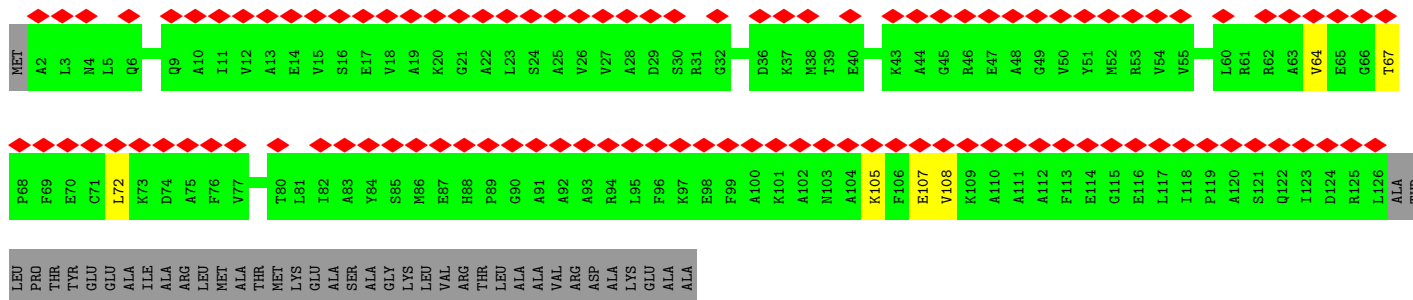 MET A2 L3 N4 L5 Q6 Q9 A10 I11 V12 A13 E14 V15 S16 E17 V18 A19 K20 G21 A22 L23 S24 A25 V26 V27 A28 D29 S30 R31 G32 D36 K37 M38 T39 E40 K43 A44 G45 R46 E47 A48 G49 V50 Y51 M52 R53 V54 V55 L60 R61 R62 A63 V64 E65 G66 T67
P68 F69 E70 C71 L72 K73 D74 A75 F76 V77 T80 L81 I82 A83 Y84 S85 M86 E87 H88 P89 G90 A91 A92 A93 R94 L95 F96 K97 E98 F99 A100 K101 A102 N103 A104 K105 F106 E107 V108 K109 A110 A111 A112 F113 E114 G115 E116 L117 I118 P119 A120 S121 Q122 I123 D124 R125 L126 ALA
LEU PRO THR TYR GLU GLU ALA ILE ALA ARG LEU MET ALA THR MET LYS GLU ALA SER ALA GLY LYS LEU VAL ARG THR LEU ALA ALA VAL ARG ASP ALA LYS GLU ALA ALA